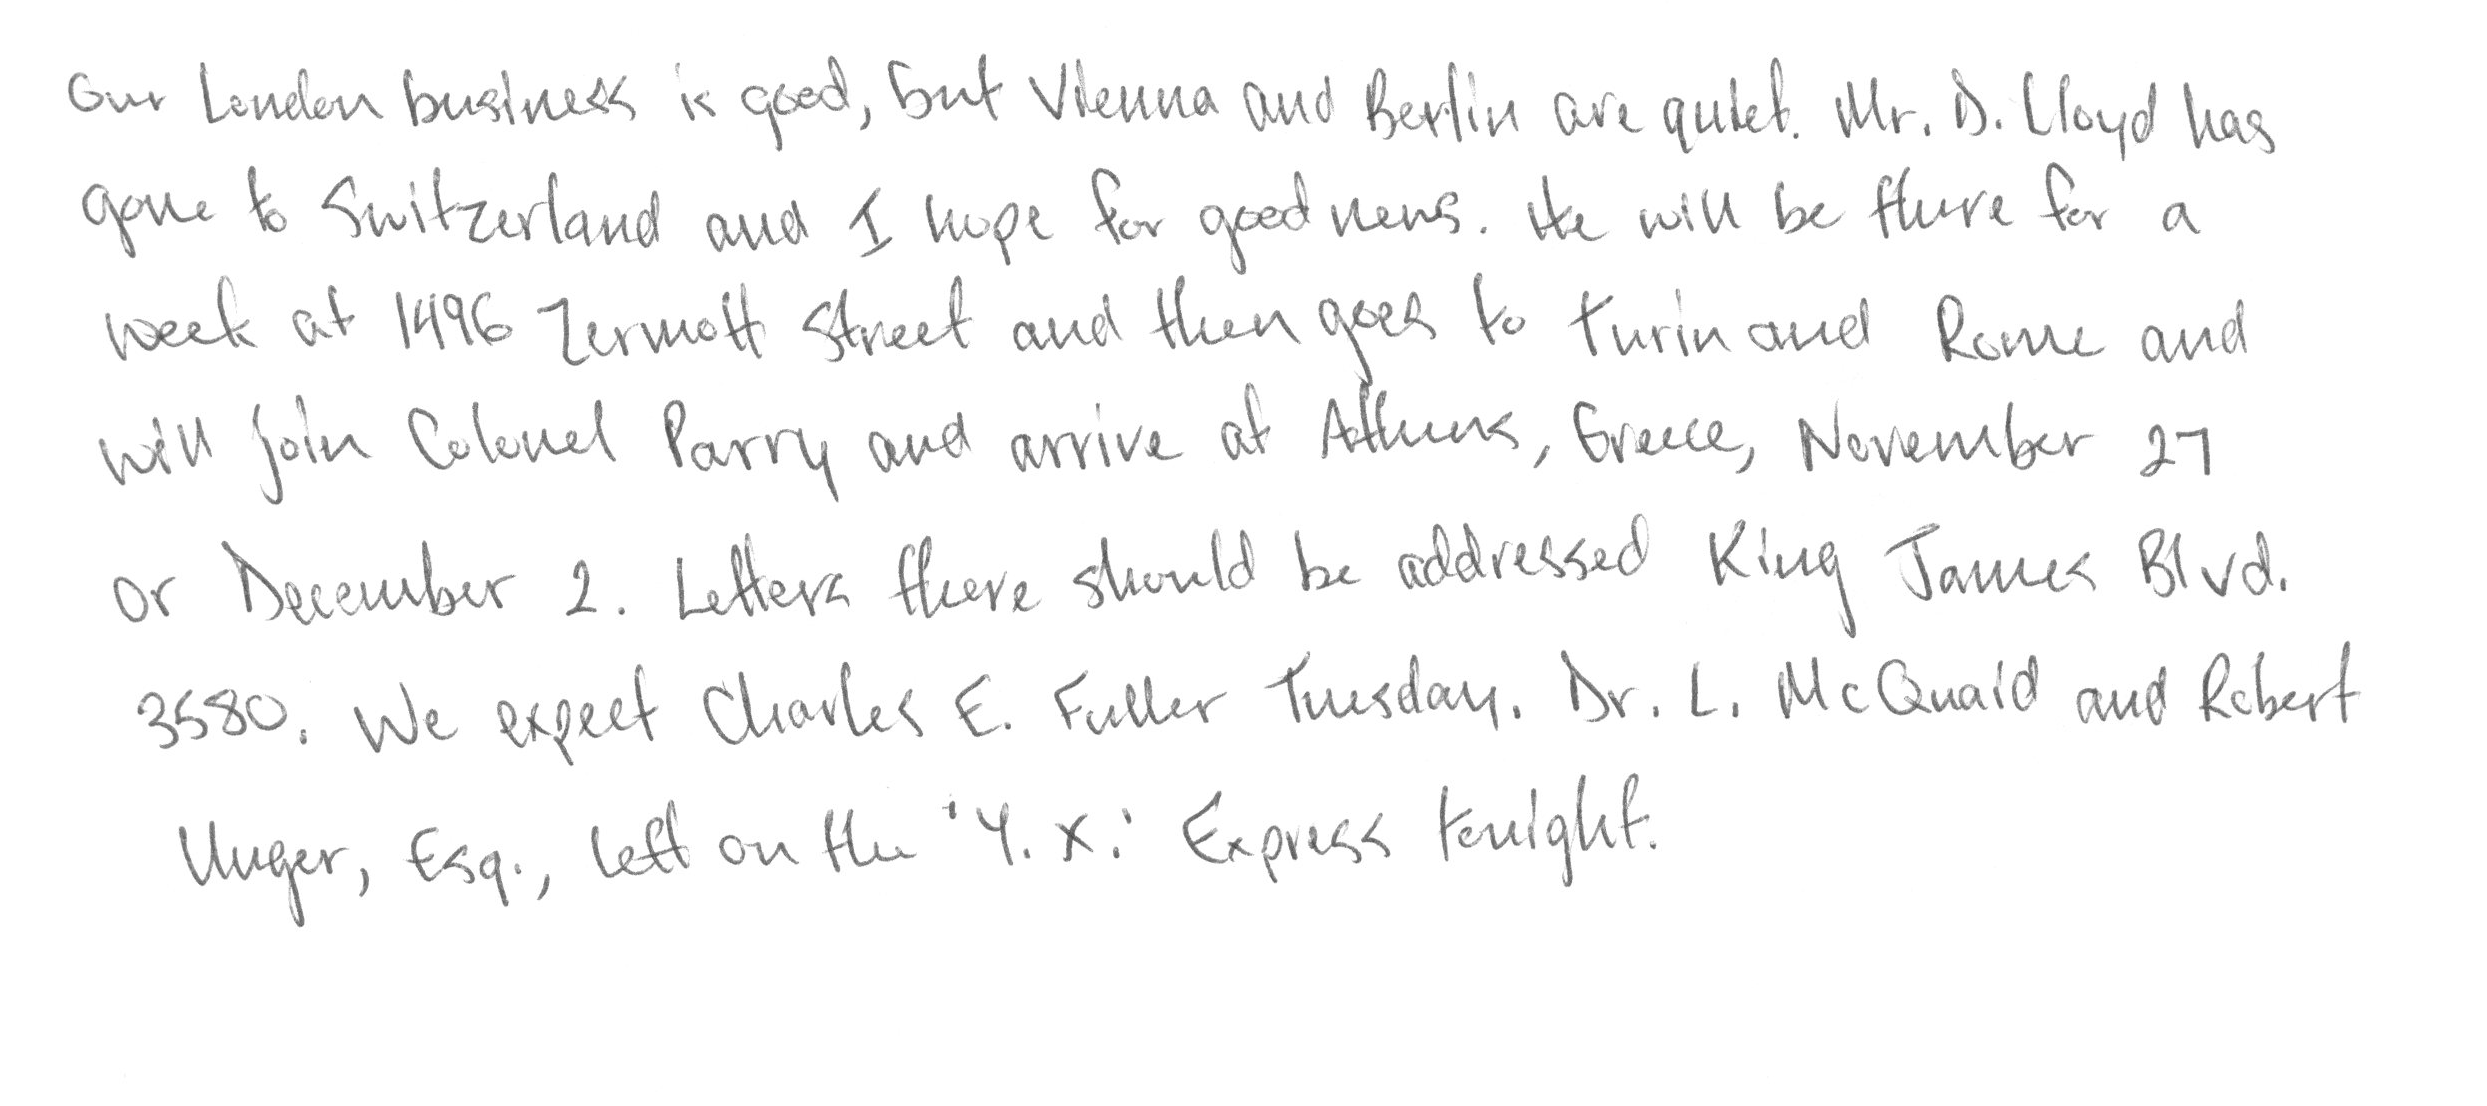 Our London business is good, but Vienna and Berlin are quiet. Mr. D. Lloyd has
gone to Switzerland and I hope for good news. He will be there for a
week at 1496 Zermott Street and then goes to Turin and Rome and
will join Colonel Parry and arrive at Athens, Greece, November 27
or December 2. Letters there should be addressed King James Blvd.
3580. We expect Charles E. Fuller Tuesday. Dr. L. McQuaid and Robert
Unger, Esq., left on the 'Y. X.' Express tonight.